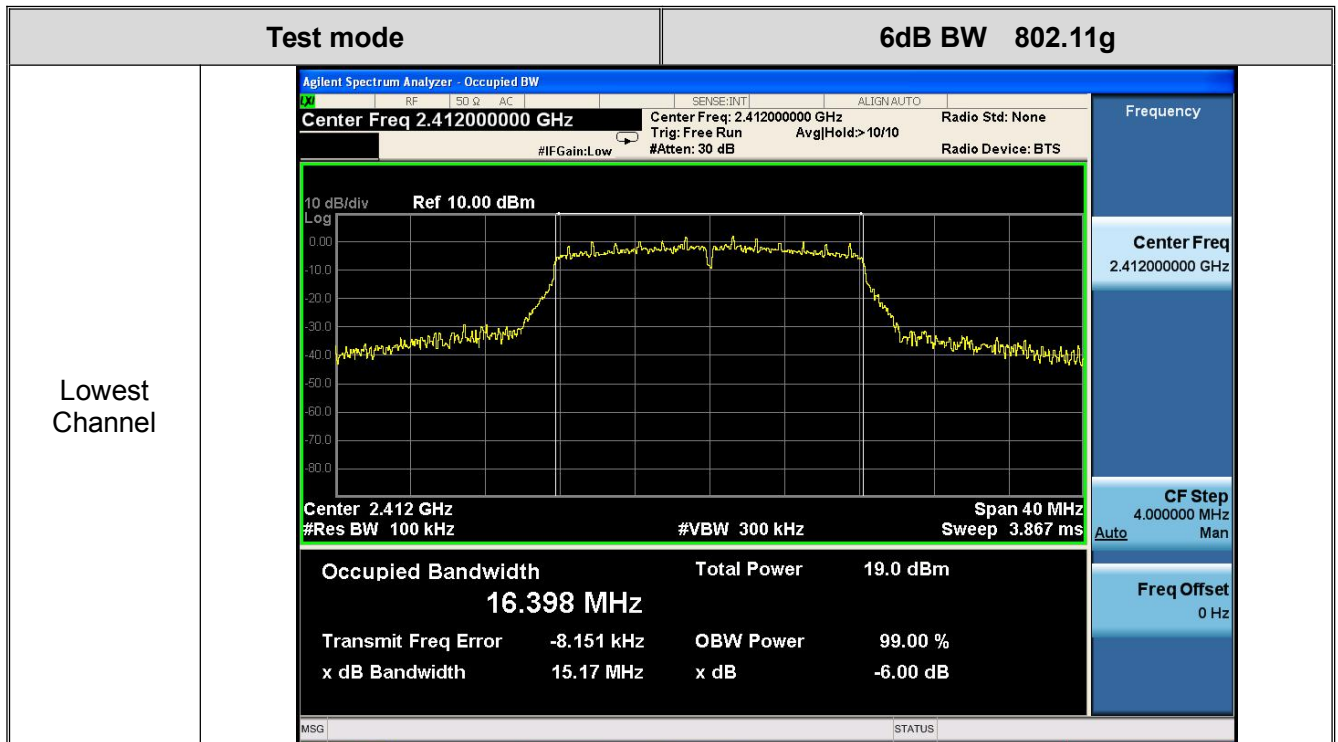 Test mode 6dB BW 802.11g
Lowest
Channel
Agilent Spectrum Analyzer - Occupied BW
LXI RF 50 Ω AC SENSE:INT ALIGN AUTO
Center Freq 2.412000000 GHz Center Freq: 2.412000000 GHz Radio Std: None
Trig: Free Run Avg|Hold:>10/10
#IFGain:Low #Atten: 30 dB Radio Device: BTS
10 dB/div Ref 10.00 dBm
Log
0.00
-10.0
-20.0
-30.0
-40.0
-50.0
-60.0
-70.0
-80.0
Center 2.412 GHz Span 40 MHz
#Res BW 100 kHz #VBW 300 kHz Sweep 3.867 ms
Occupied Bandwidth Total Power 19.0 dBm
16.398 MHz
Transmit Freq Error -8.151 kHz OBW Power 99.00 %
x dB Bandwidth 15.17 MHz x dB -6.00 dB
MSG STATUS
Frequency
Center Freq
2.412000000 GHz
CF Step
4.000000 MHz
Auto Man
Freq Offset
0 Hz